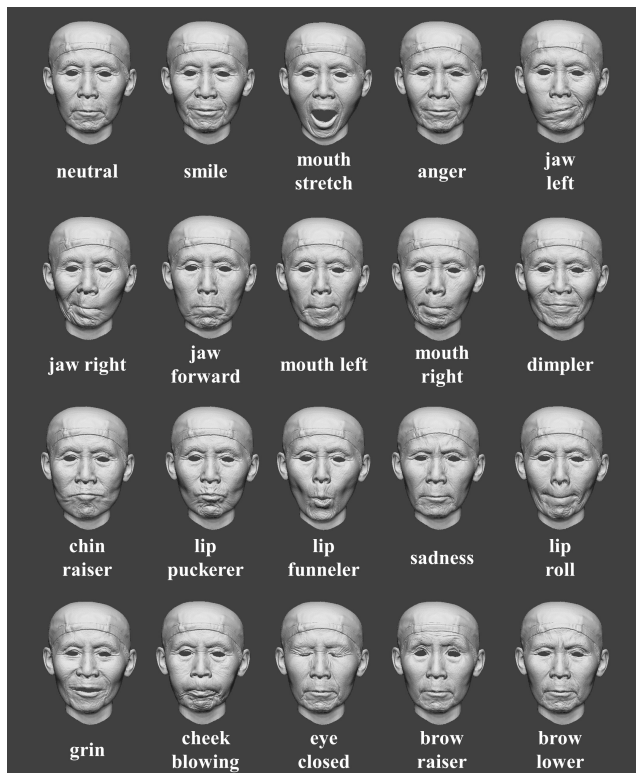 neutral
smile
mouth
stretch
anger
jaw
left
jaw right
jaw
forward
mouth left
mouth
right
dimpler
chin
raiser
lip
puckerer
lip
funneler
sadness
lip
roll
grin
cheek
blowing
eye
closed
brow
raiser
brow
lower